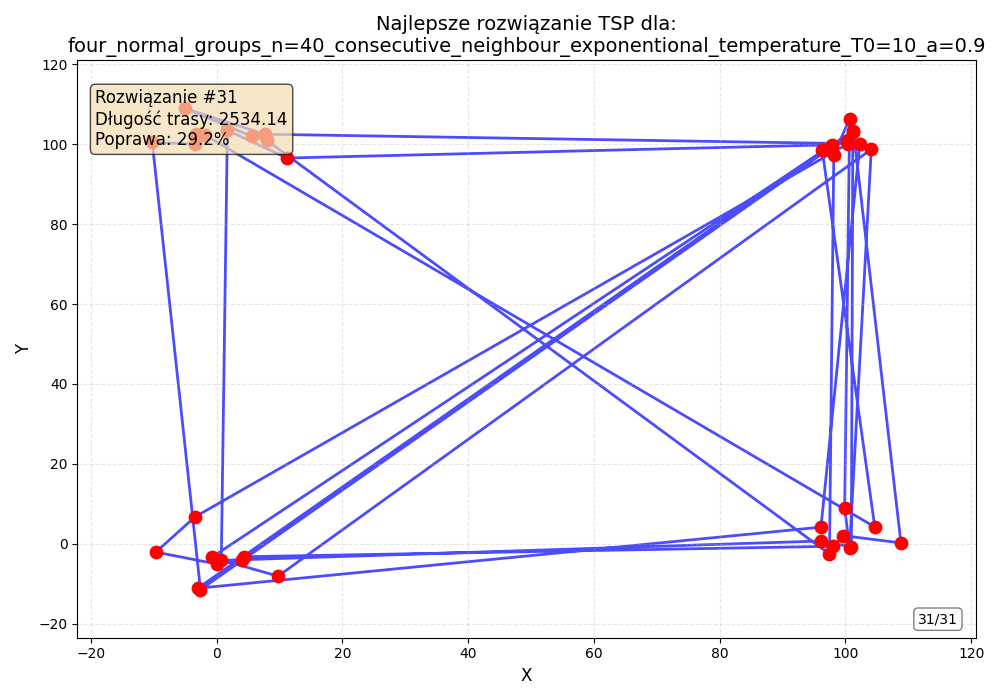 Najlepsze rozwiązanie TSP dla:
four_normal_groups_n=40_consecutive_neighbour_exponential_temperature_T0=10_a=0.9
Rozwiązanie #31
Długość trasy: 2534.14
Poprawa: 29.2%
120
100
80
60
40
20
0
−20
Y
31/31
−20
0
20
40
60
80
100
120
X